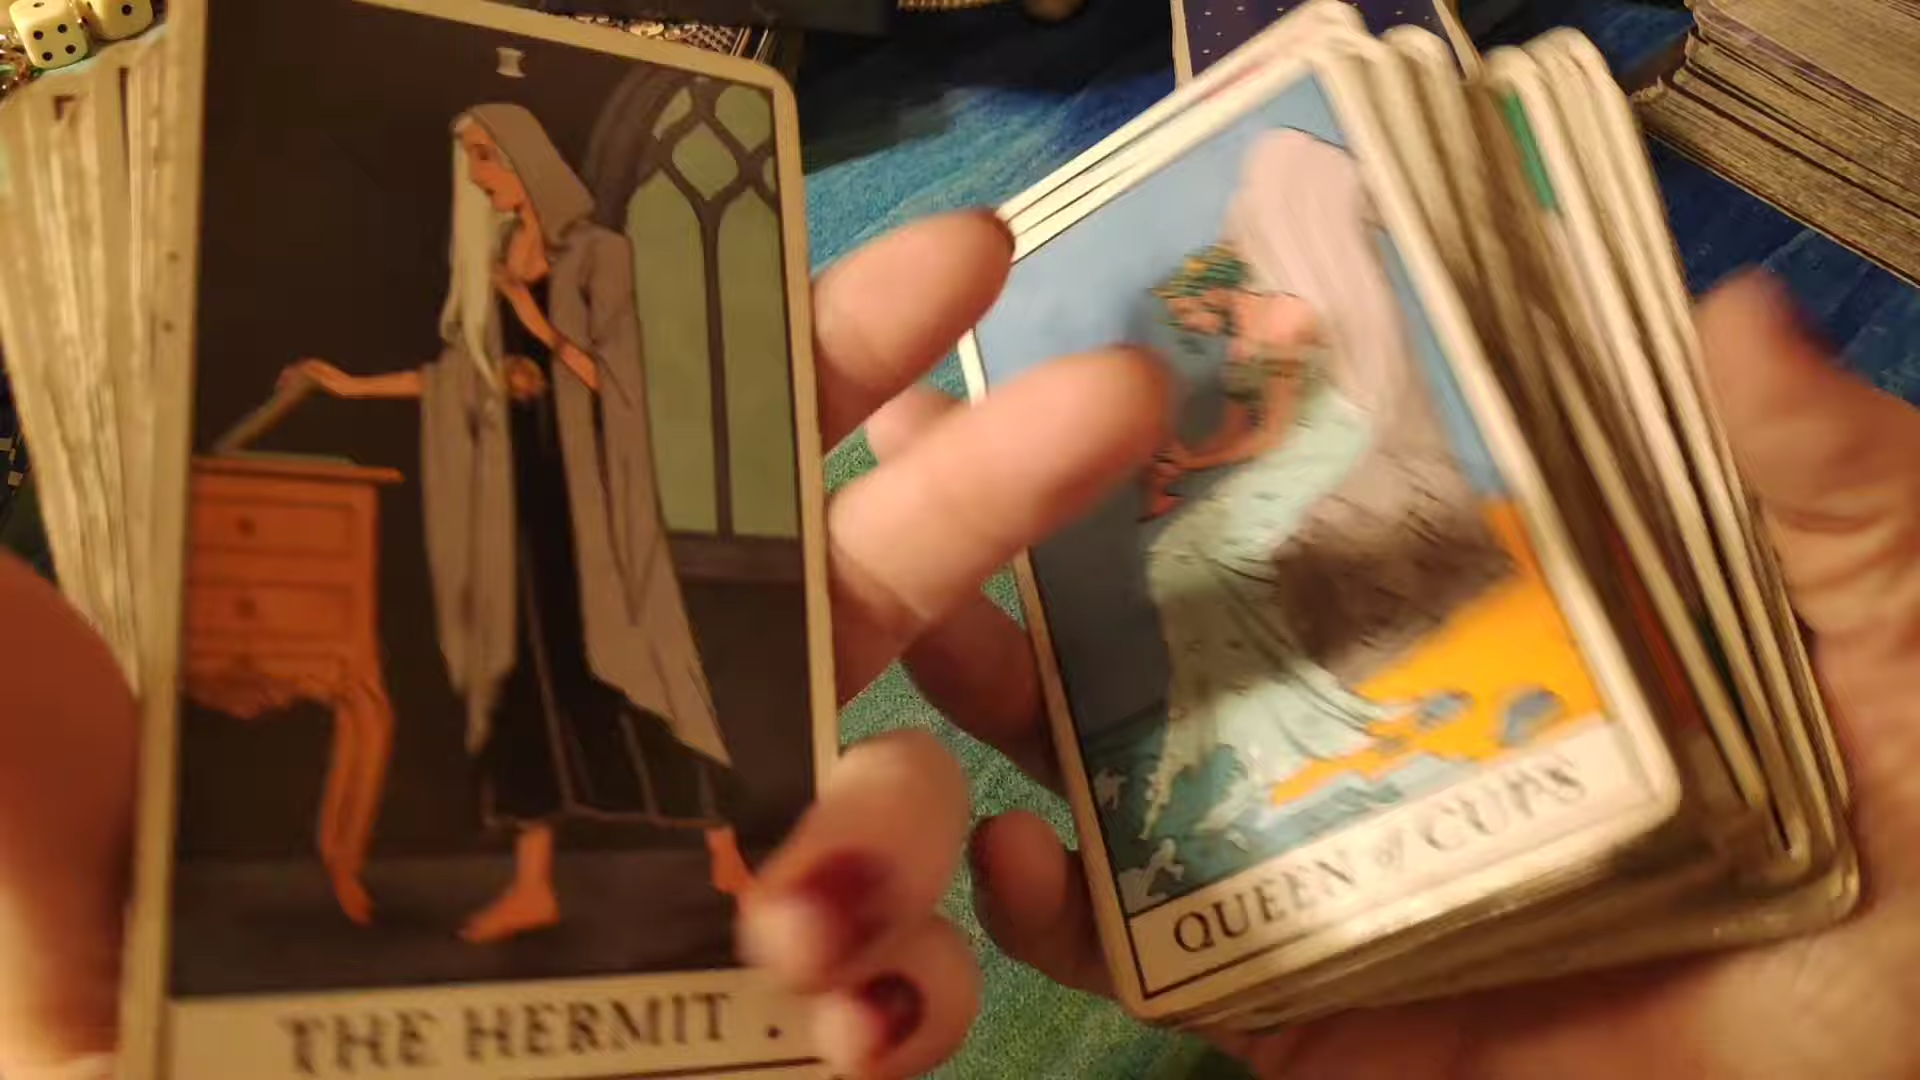 THE HERMIT.
QUEEN of CUPS